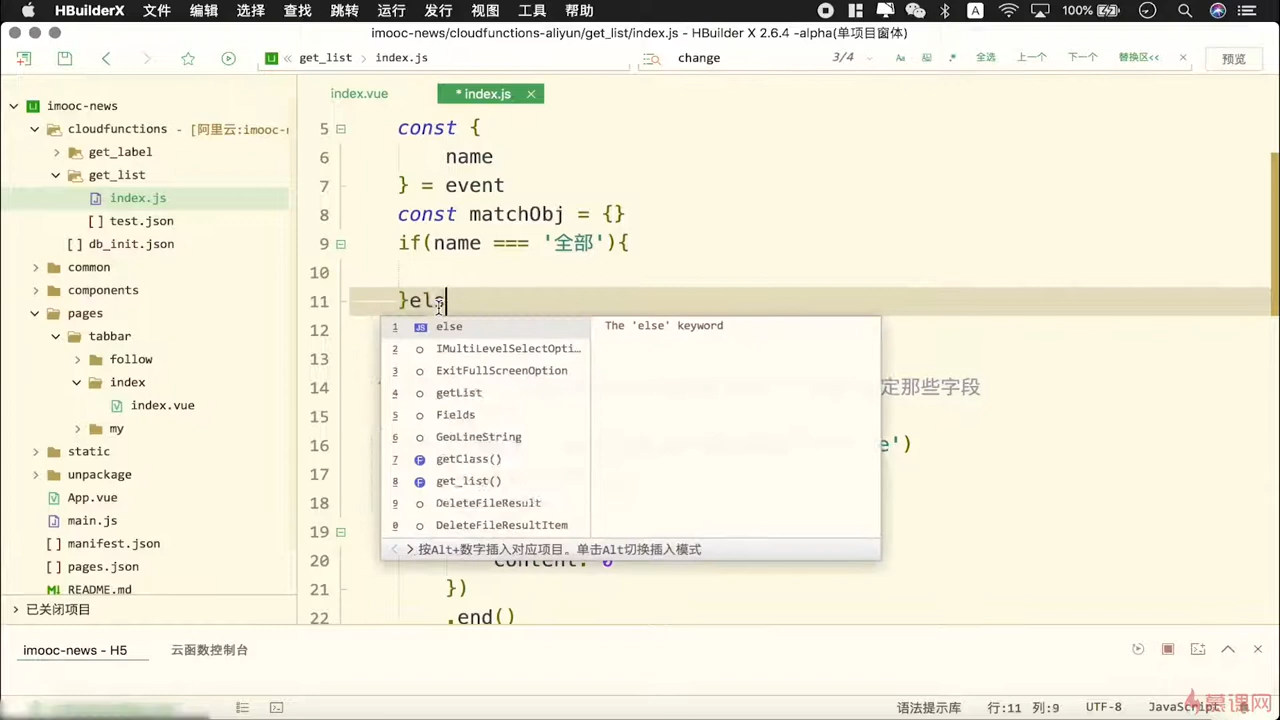 HBuilderX 文件 编辑 选择 查找 跳转 运行 发行 视图 工具 帮助 A 100%
imooc-news/cloudfunctions-aliyun/get_list/index.js - HBuilder X 2.6.4 -alpha(单项目窗体)
« get_list > index.js change 3/4 Aa .* 全选 上一个 下一个 替换区<< × 预览
imooc-news
cloudfunctions - [阿里云:imooc-n
get_label
get_list
index.js
test.json
db_init.json
common
components
pages
tabbar
follow
index
index.vue
my
static
unpackage
App.vue
main.js
manifest.json
pages.json
README.md
已关闭项目
index.vue * index.js ×
5 const {
6 name
7 } = event
8 const matchObj = {}
9 if(name === '全部'){
10
11 }els
12
13
14 定那些字段
15
16 e')
17
18
19
20
21 })
22 .end()
1 JS else The 'else' keyword
2 IMultiLevelSelectOpti…
3 ExitFullScreenOption
4 getList
5 Fields
6 GeoLineString
7 F getClass()
8 F get_list()
9 DeleteFileResult
0 DeleteFileResultItem
按Alt+数字插入对应项目。单击Alt切换插入模式
imooc-news - H5 云函数控制台
语法提示库 行:11 列:9 UTF-8 JavaScript
慕课网